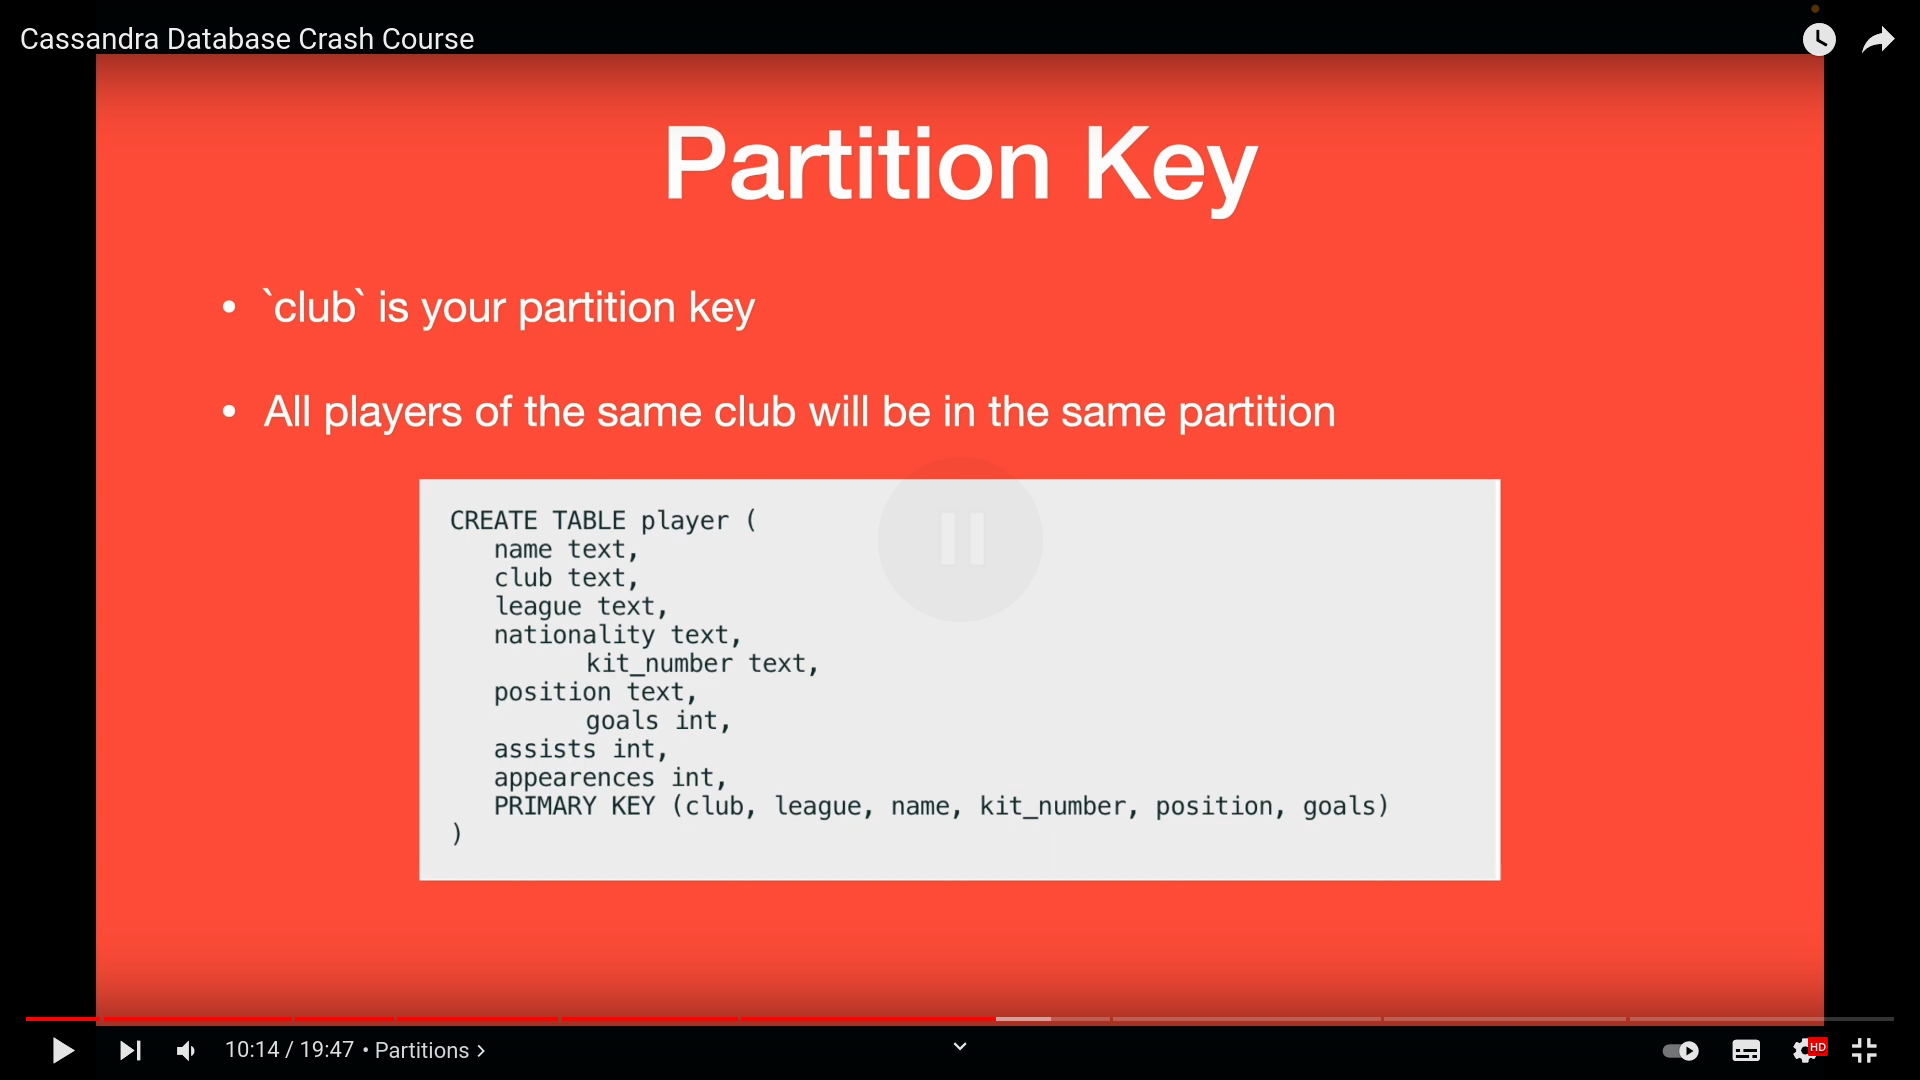 Cassandra Database Crash Course
Partition Key
• `club` is your partition key
• All players of the same club will be in the same partition
CREATE TABLE player (
name text,
club text,
league text,
nationality text,
kit_number text,
position text,
goals int,
assists int,
appearences int,
PRIMARY KEY (club, league, name, kit_number, position, goals)
)
10:14 / 19:47 • Partitions >
HD